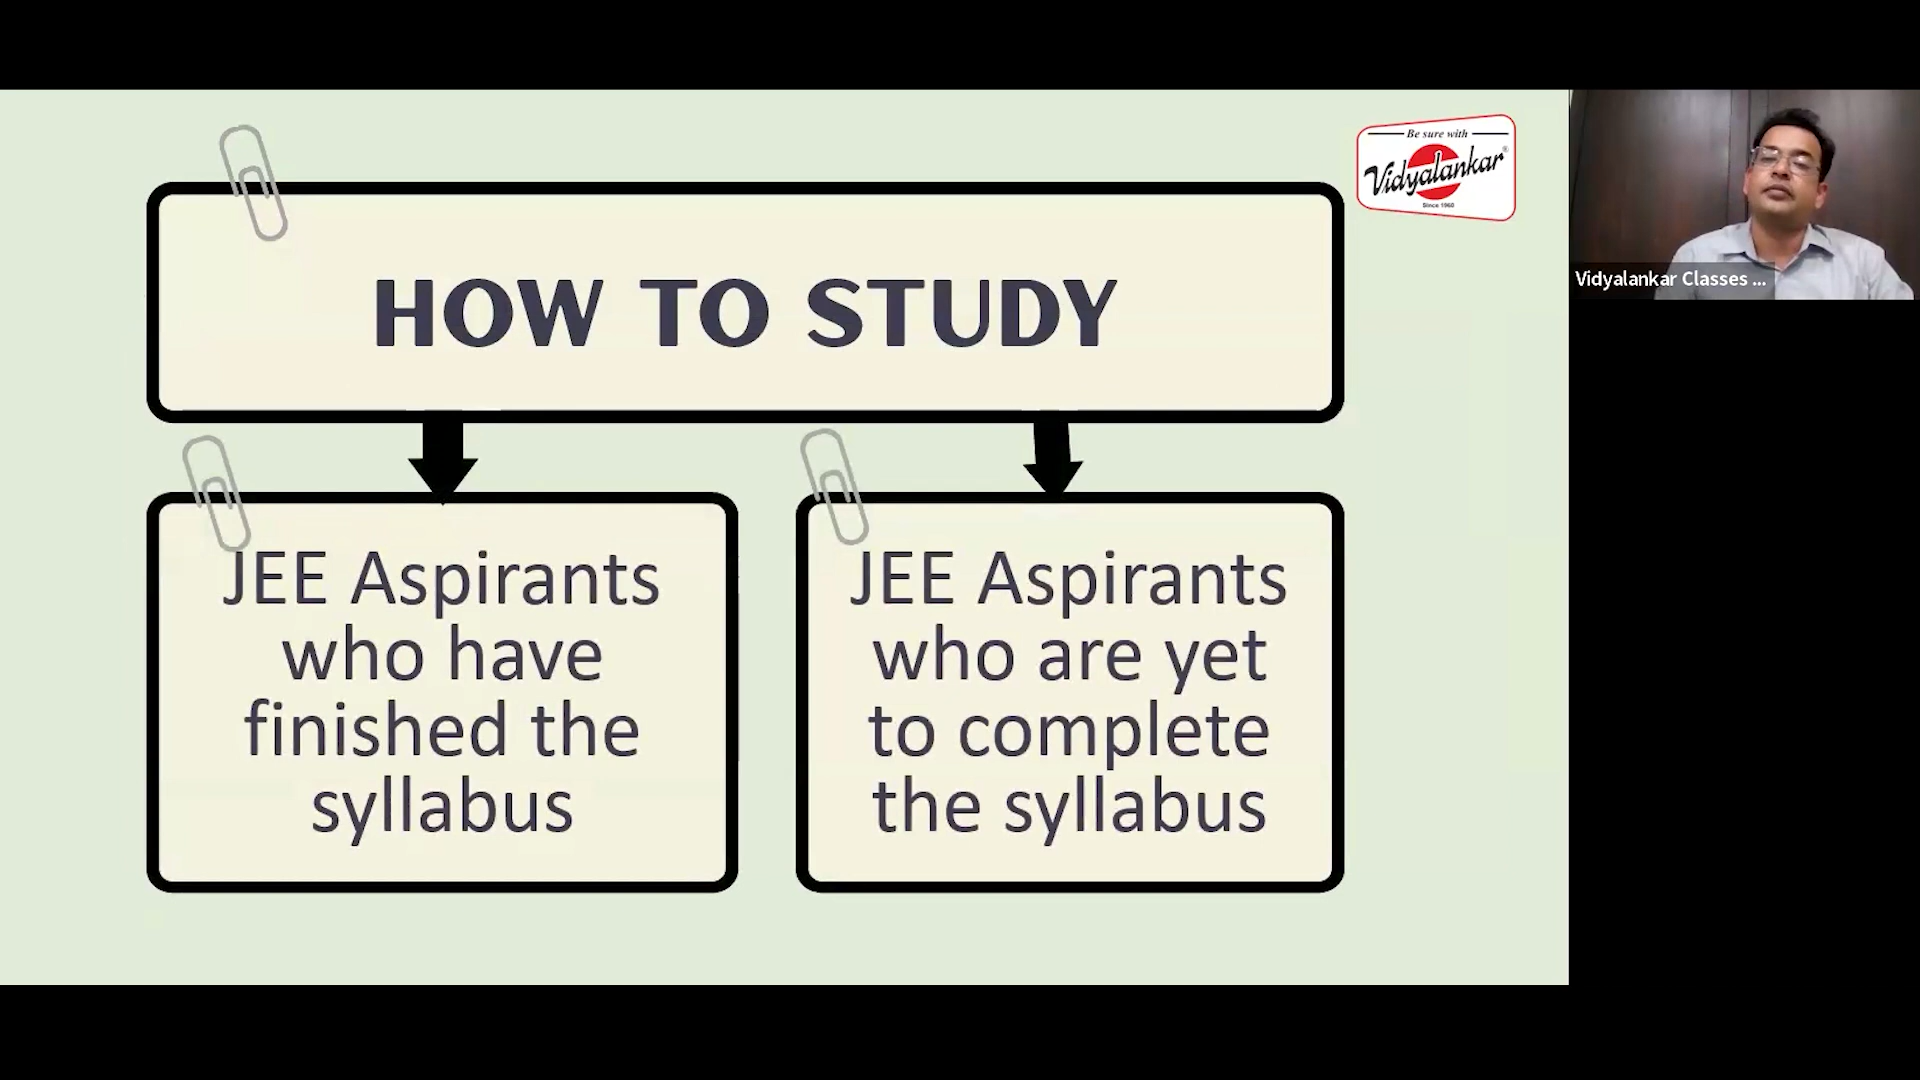 Be sure with
Vidyalankar®
Since 1960
HOW TO STUDY
JEE Aspirants
who have
finished the
syllabus
JEE Aspirants
who are yet
to complete
the syllabus
Vidyalankar Classes ...